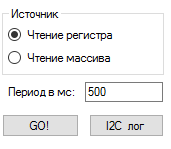 Источник
Чтение регистра
Чтение массива
Период в мс: 500
GO! I2C лог